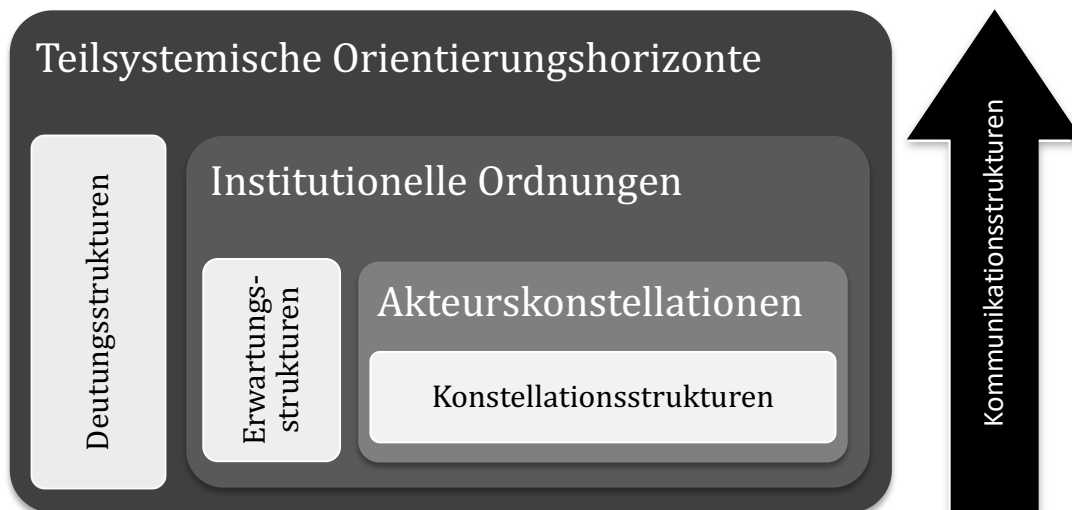 Teilsystemische Orientierungshorizonte
Deutungsstrukturen
Institutionelle Ordnungen
Erwartungs-
strukturen
Akteurskonstellationen
Konstellationsstrukturen
Kommunikationsstrukturen